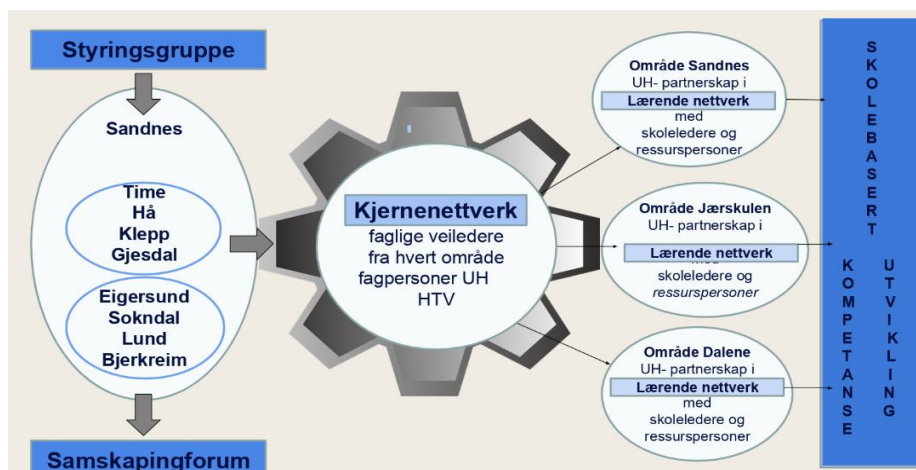 Styringsgruppe
Sandnes
Time
Hå
Klepp
Gjesdal
Eigersund
Sokndal
Lund
Bjerkreim
Samskapingforum
Kjernenettverk
faglige veiledere
fra hvert område
fagpersoner UH
HTV
Område Sandnes
UH- partnerskap i
Lærende nettverk
med
skoleledere og
ressurspersoner
Område Jærskulen
UH- partnerskap i
Lærende nettverk
med
skoleledere og
ressurspersoner
Område Dalene
UH- partnerskap i
Lærende nettverk
med
skoleledere og
ressurspersoner
SKOLEBASERT
KOMPETANSE
UTVIKLING